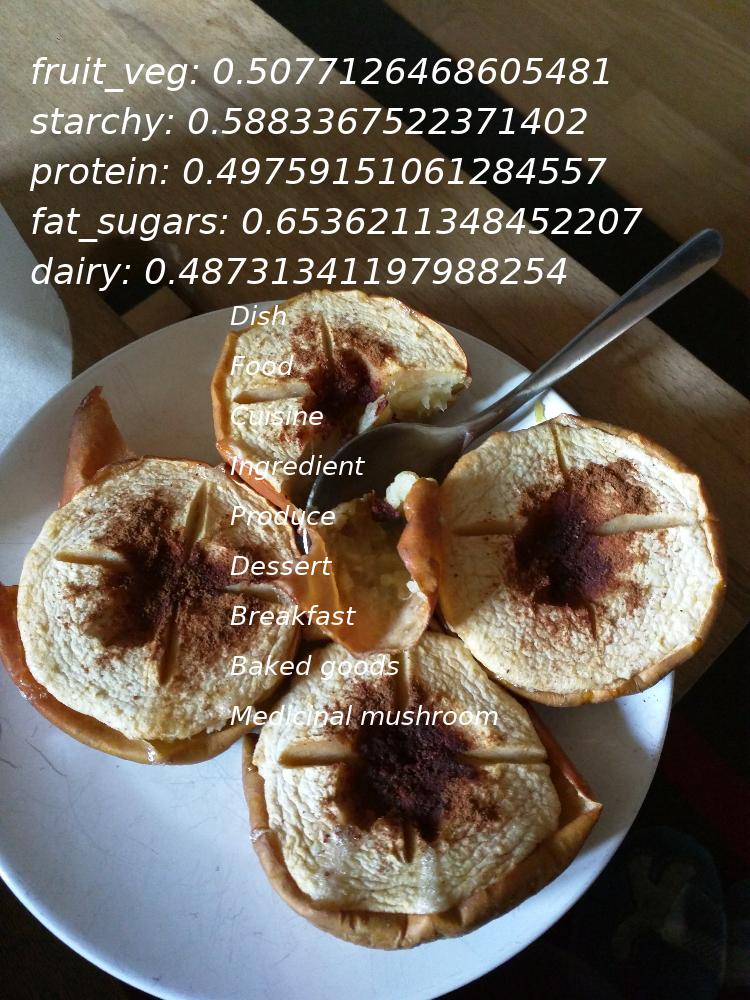 fruit_veg: 0.5077126468605481
starchy: 0.5883367522371402
protein: 0.49759151061284557
fat_sugars: 0.6536211348452207
dairy: 0.48731341197988254
Dish
Food
Cuisine
Ingredient
Produce
Dessert
Breakfast
Baked goods
Medicinal mushroom